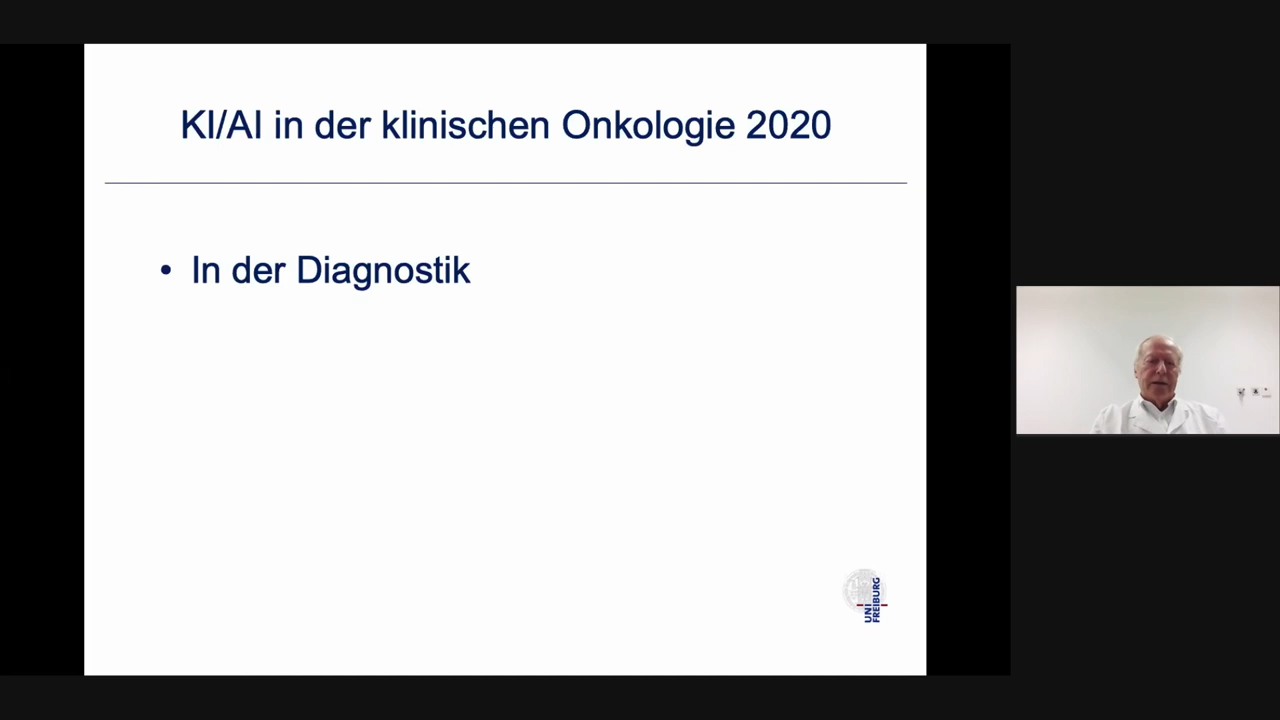 KI/AI in der klinischen Onkologie 2020
• In der Diagnostik
UNI
FREIBURG